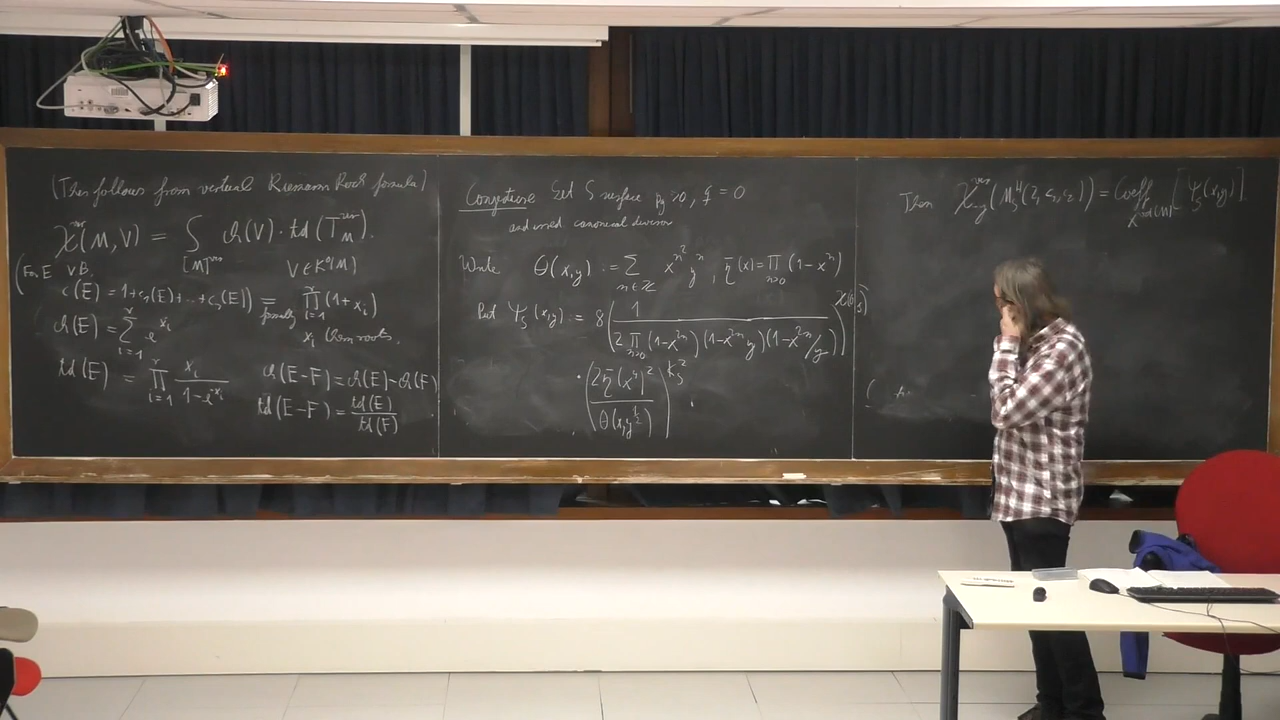 (This follows from virtual Riemann Roch formula)
χ^{vir}(M,V) = ∫_{[M]^{vir}} ch(V) · td(T_M^{vir}).
(For E V.B. V ∈ K^0(M)
c(E) = 1+c_1(E)+...+c_r(E)) = formally ∏_{i=1}^{r} (1+x_i)
ch(E) = ∑_{i=1}^{r} e^{x_i} x_i Chern roots.
td(E) = ∏_{i=1}^{r} x_i / (1-e^{-x_i}) ch(E-F) = ch(E)-ch(F)
td(E-F) = td(E)/td(F)
Conjecture Let S surface p_g>0, q = 0
canonical divisor
Write Θ(x,y) := ∑_{n∈Z} x^{n^2} y^n, η̄(x) = ∏_{n>0} (1-x^n)
Put Ψ_S(x,y) := 8 ( 1 / (2 ∏_{n>0} (1-x^{2n})(1-x^{2n}y)(1-x^{2n}/y)) )^{χ(O_S)}
· ( 2η̄(x^4)^2 / Θ(x,y^{1/2}) )^{K_S^2} .
Then χ_{-y}^{vir}(M_S^H(2,c_1,c_2)) = Coeff_{x^{vd(M)}} [Ψ_S(x,y)].
(